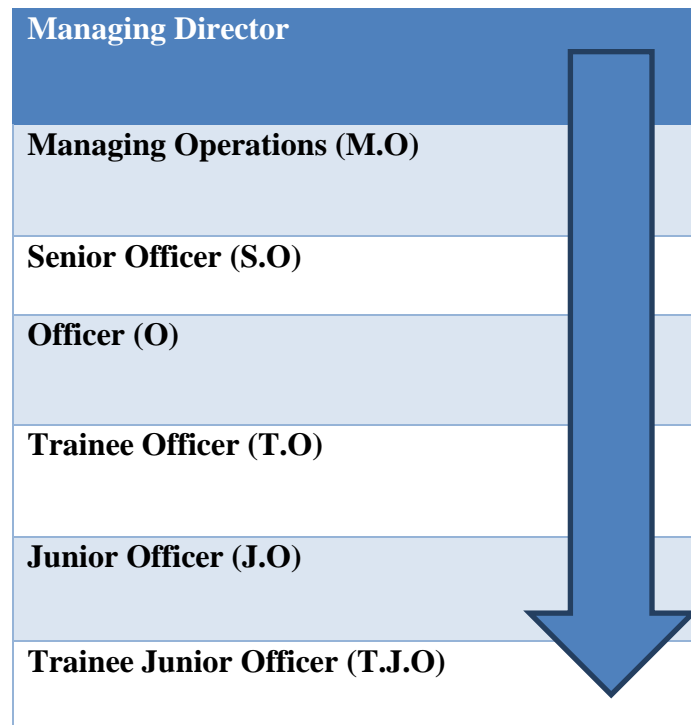 Managing Director
Managing Operations (M.O)
Senior Officer (S.O)
Officer (O)
Trainee Officer (T.O)
Junior Officer (J.O)
Trainee Junior Officer (T.J.O)